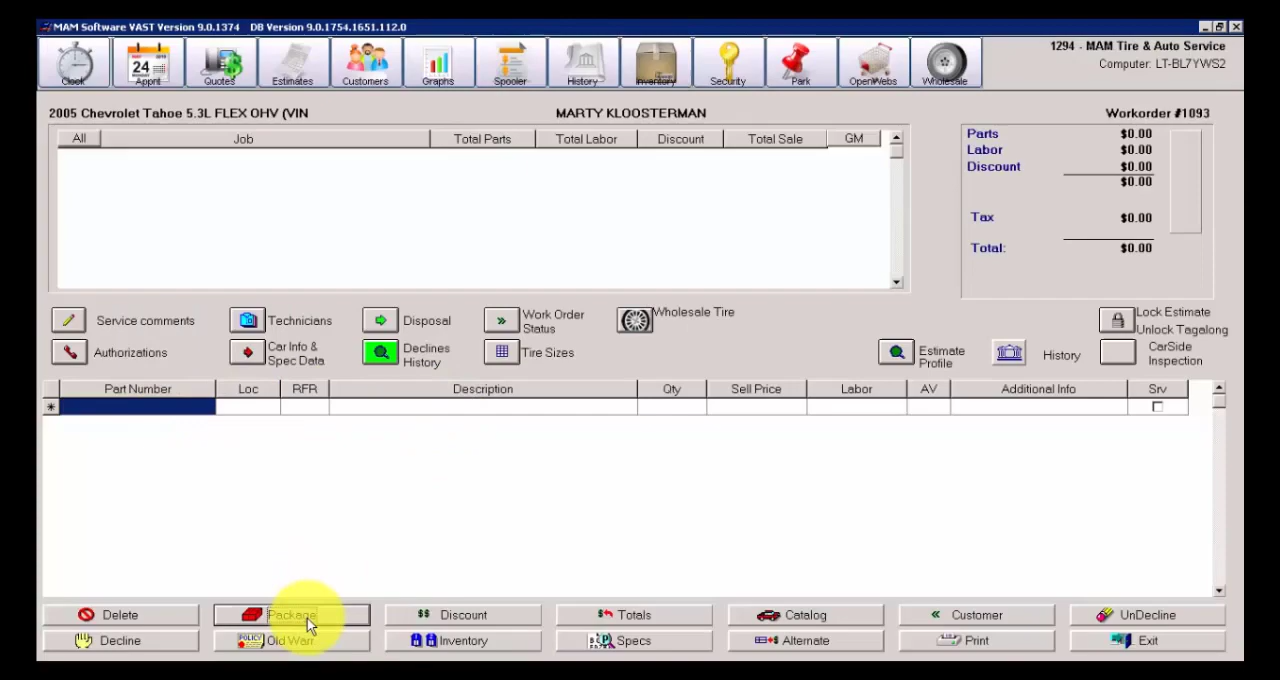 MAM Software VAST Version 9.0.1374 DB Version 9.0.1754.1651.112.0
24
Clock Appnt Quotes Estimates Customers Graphs Spooler History Inventory Security Park OpenWebs Wholesale
1294 - MAM Tire & Auto Service
Computer: LT-BL7YWS2
2005 Chevrolet Tahoe 5.3L FLEX OHV (VIN MARTY KLOOSTERMAN Workorder #1093
All Job Total Parts Total Labor Discount Total Sale GM
Parts $0.00
Labor $0.00
Discount $0.00
$0.00
Tax $0.00
Total: $0.00
Service comments Technicians Disposal Work Order Status Wholesale Tire Lock Estimate Unlock Tagalong
Authorizations Car Info & Spec Data Declines History Tire Sizes Estimate Profile History CarSide Inspection
Part Number Loc RFR Description Qty Sell Price Labor AV Additional Info Srv
*
Delete Package $$ Discount $ Totals Catalog « Customer UnDecline
Decline POLICY Old Warr Inventory Specs Alternate Print Exit